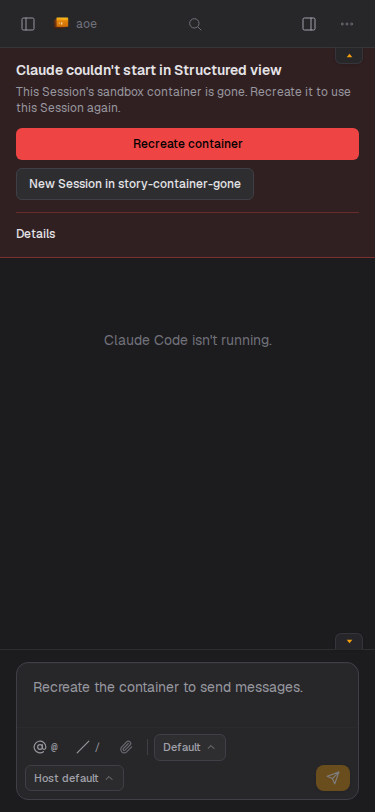 aoe
Claude couldn't start in Structured view
This Session's sandbox container is gone. Recreate it to use
this Session again.
Recreate container
New Session in story-container-gone
Details
Claude Code isn't running.
Recreate the container to send messages.
@ / Default
Host default